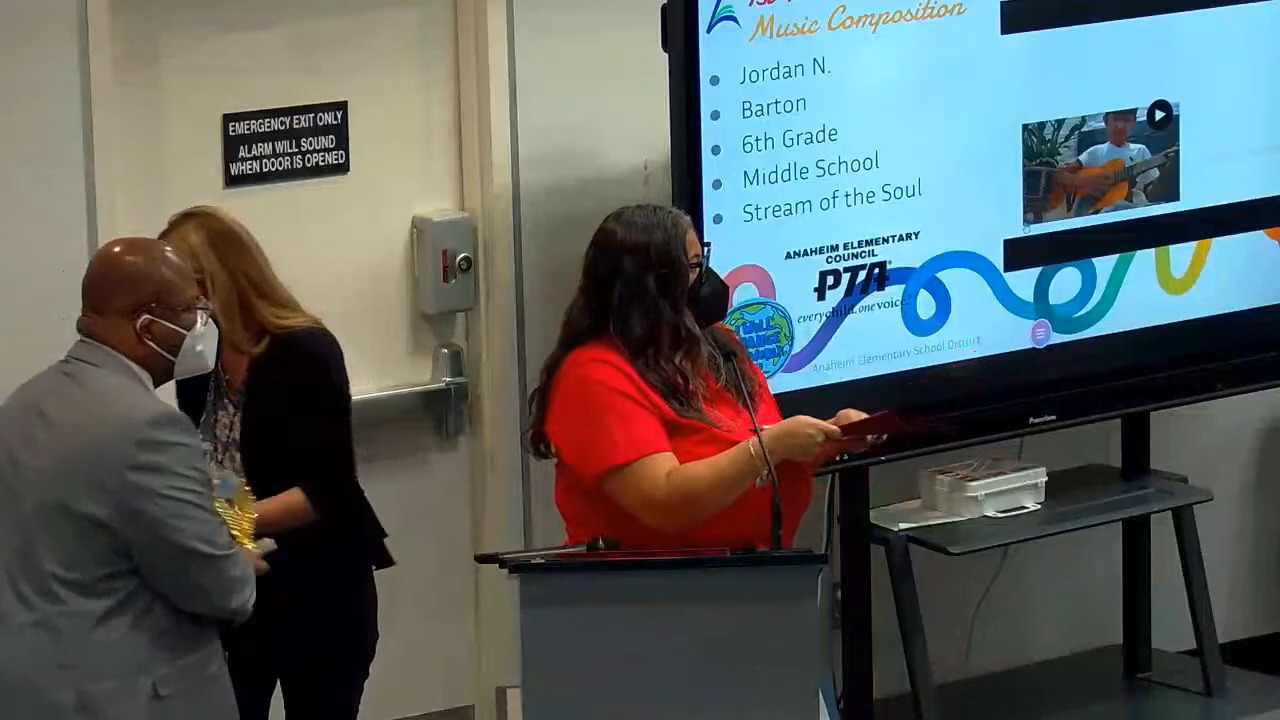 EMERGENCY EXIT ONLY
ALARM WILL SOUND
WHEN DOOR IS OPENED
Music Composition
Jordan N.
Barton
6th Grade
Middle School
Stream of the Soul
ANAHEIM ELEMENTARY
COUNCIL
PTA
every child. one voice.
Anaheim Elementary School District
Promethean